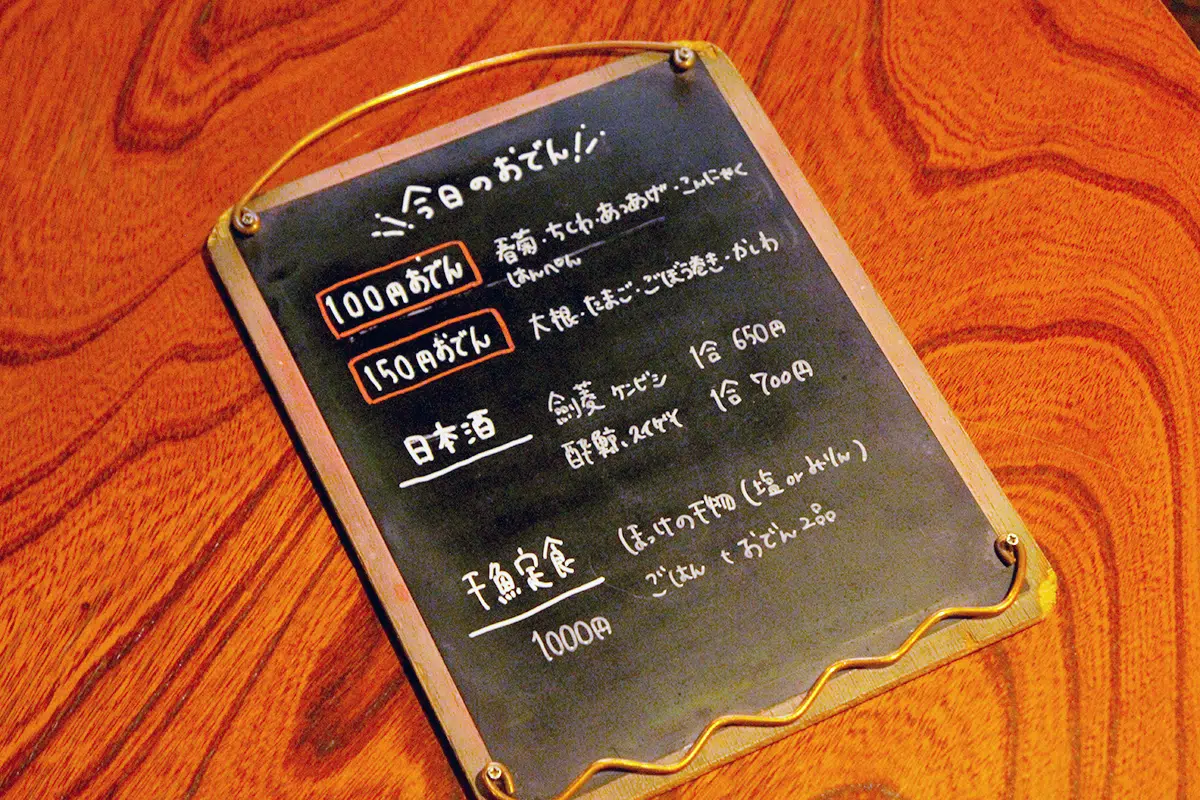 今日のおでん!
100円おでん 春菊・ちくわ・あつあげ・こんにゃく
はんぺん
150円おでん 大根・たまご・ごぼう巻き・かしわ
日本酒 剣菱 ケンビシ 1合 650円
酔鯨、スイゲイ 1合 700円
干魚定食 ほっけの干物(塩orみりん)
ごはん + おでん2品
1000円